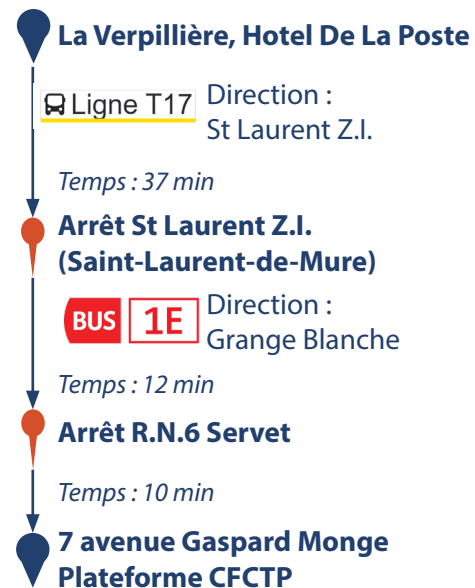 La Verpillière, Hotel De La Poste
Ligne T17
Direction :
St Laurent Z.I.
Temps : 37 min
Arrêt St Laurent Z.I.
(Saint-Laurent-de-Mure)
BUS 1E
Direction :
Grange Blanche
Temps : 12 min
Arrêt R.N.6 Servet
Temps : 10 min
7 avenue Gaspard Monge
Plateforme CFCTP